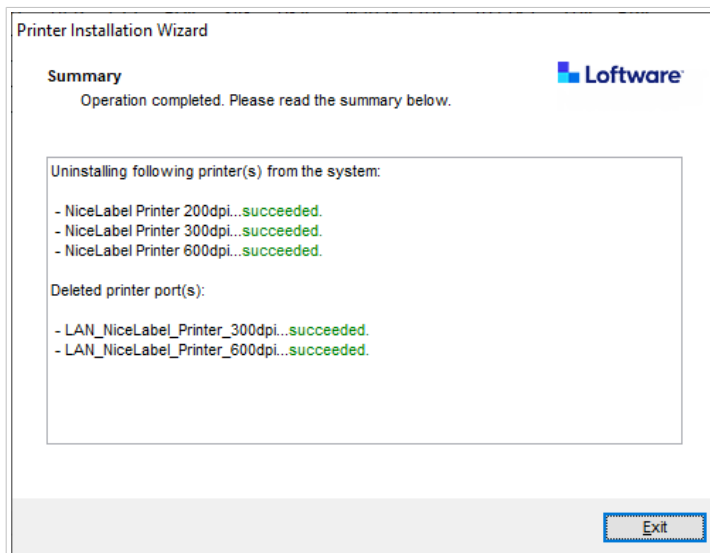 Printer Installation Wizard
Summary
Loftware
Operation completed. Please read the summary below.
Uninstalling following printer(s) from the system:
- NiceLabel Printer 200dpi...succeeded.
- NiceLabel Printer 300dpi...succeeded.
- NiceLabel Printer 600dpi...succeeded.
Deleted printer port(s):
- LAN_NiceLabel_Printer_300dpi...succeeded.
- LAN_NiceLabel_Printer_600dpi...succeeded.
Exit